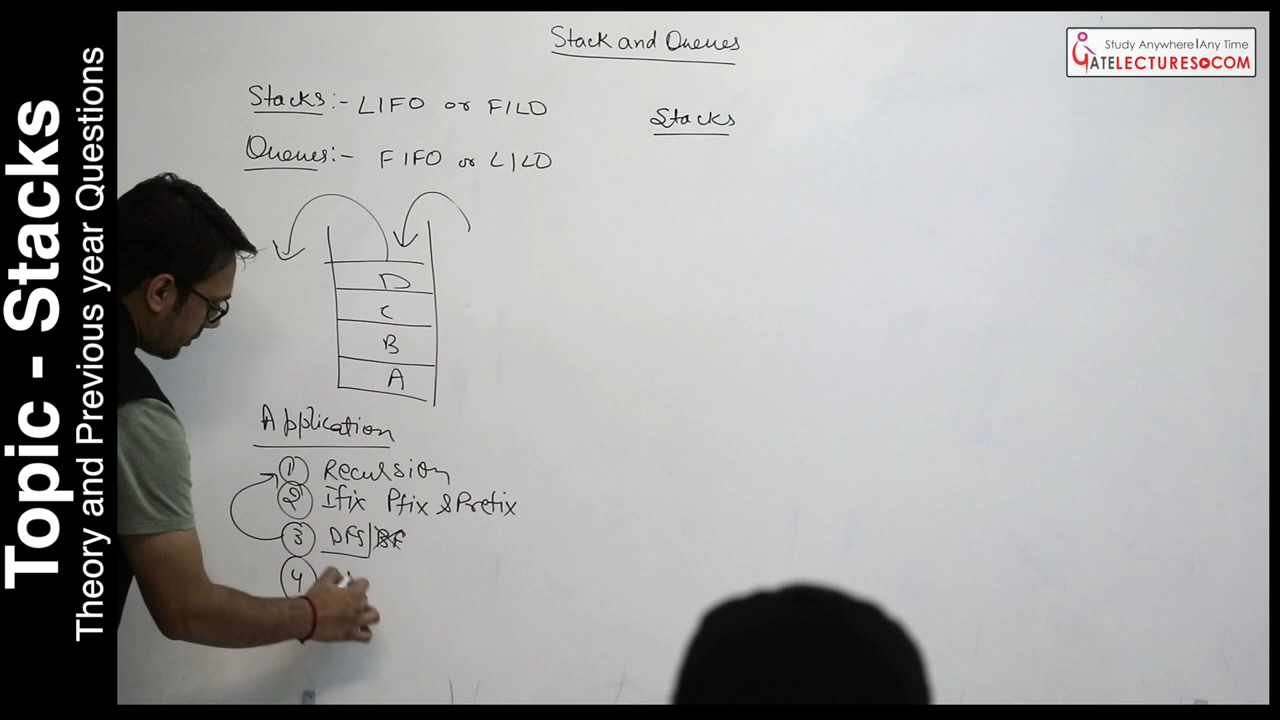 Topic - Stacks
Theory and Previous year Questions
Study Anywhere|Any Time
GATELECTURES.COM
Stack and Queues
Stacks:- LIFO or FILO
Queues:- FIFO or LILO
Stacks
D
C
B
A
Application
1 Recursion
2 Ifix Pfix & Prefix
3 DFS/
4